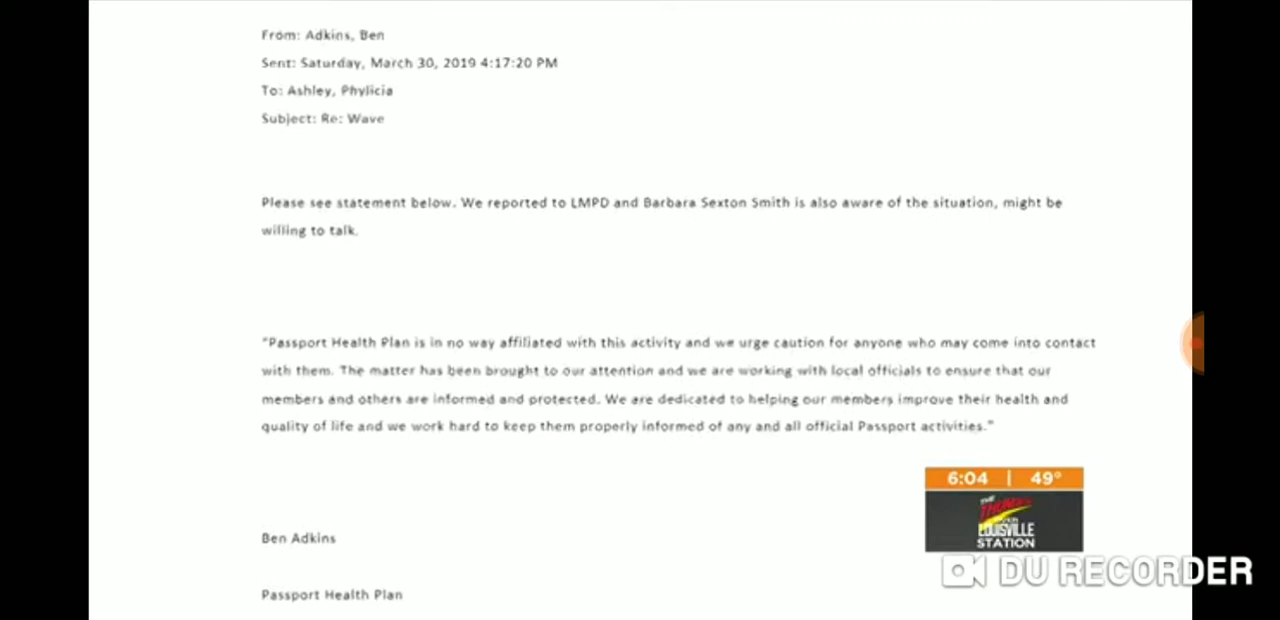 From: Adkins, Ben
Sent: Saturday, March 30, 2019 4:17:20 PM
To: Ashley, Phylicia
Subject: Re: Wave
Please see statement below. We reported to LMPD and Barbara Sexton Smith is also aware of the situation, might be
willing to talk.
"Passport Health Plan is in no way affiliated with this activity and we urge caution for anyone who may come into contact
with them. The matter has been brought to our attention and we are working with local officials to ensure that our
members and others are informed and protected. We are dedicated to helping our members improve their health and
quality of life and we work hard to keep them properly informed of any and all official Passport activities."
Ben Adkins
Passport Health Plan
6:04 | 49°
THE
THUNDER
LOUISVILLE
STATION
DU RECORDER